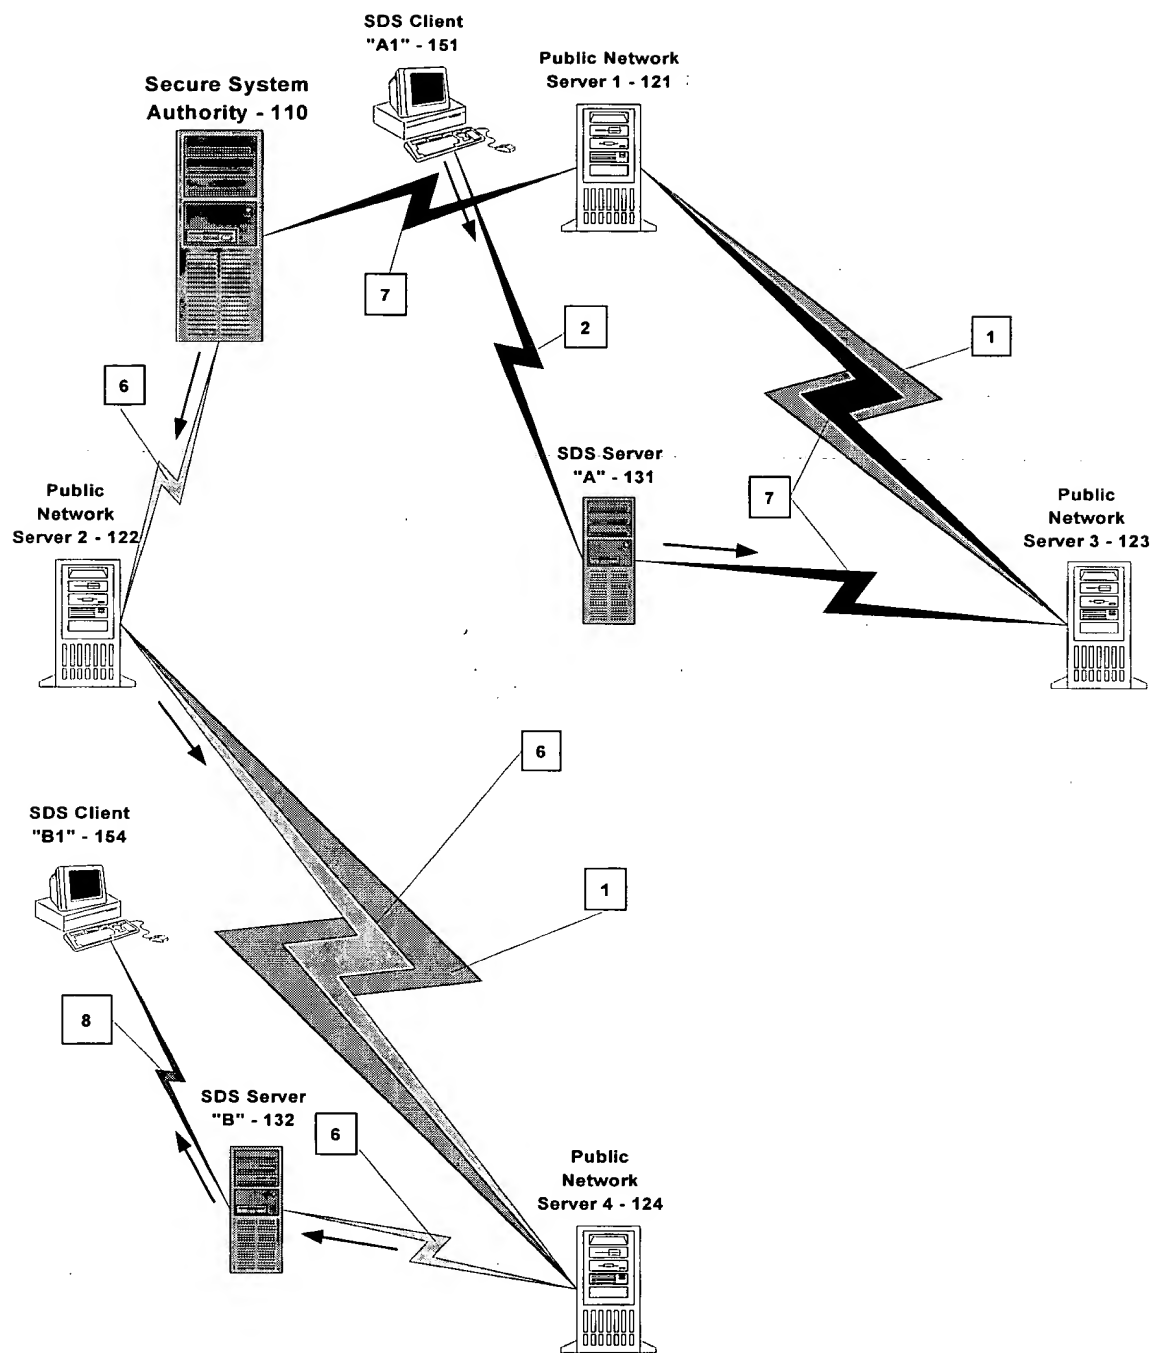 SDS Client
"A1" - 151
Public Network
Server 1 - 121
Secure System
Authority - 110
7
2
1
6
SDS Server
"A" - 131
7
Public
Network
Server 2 - 122
Public
Network
Server 3 - 123
6
SDS Client
"B1" - 154
1
8
SDS Server
"B" - 132
6
Public
Network
Server 4 - 124